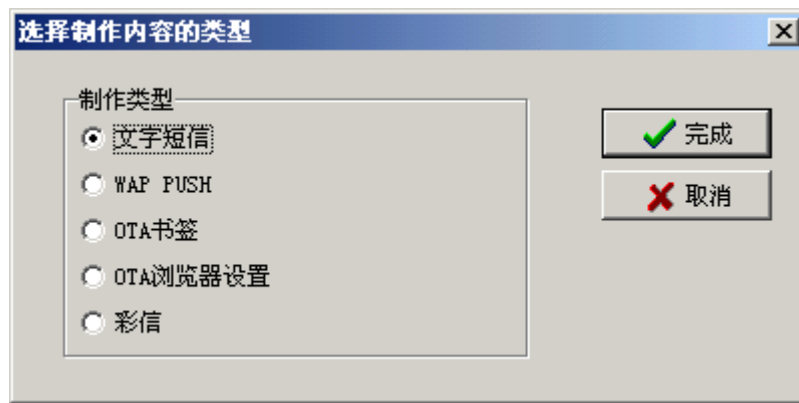 选择制作内容的类型
制作类型
文字短信
WAP PUSH
OTA书签
OTA浏览器设置
彩信
完成
取消